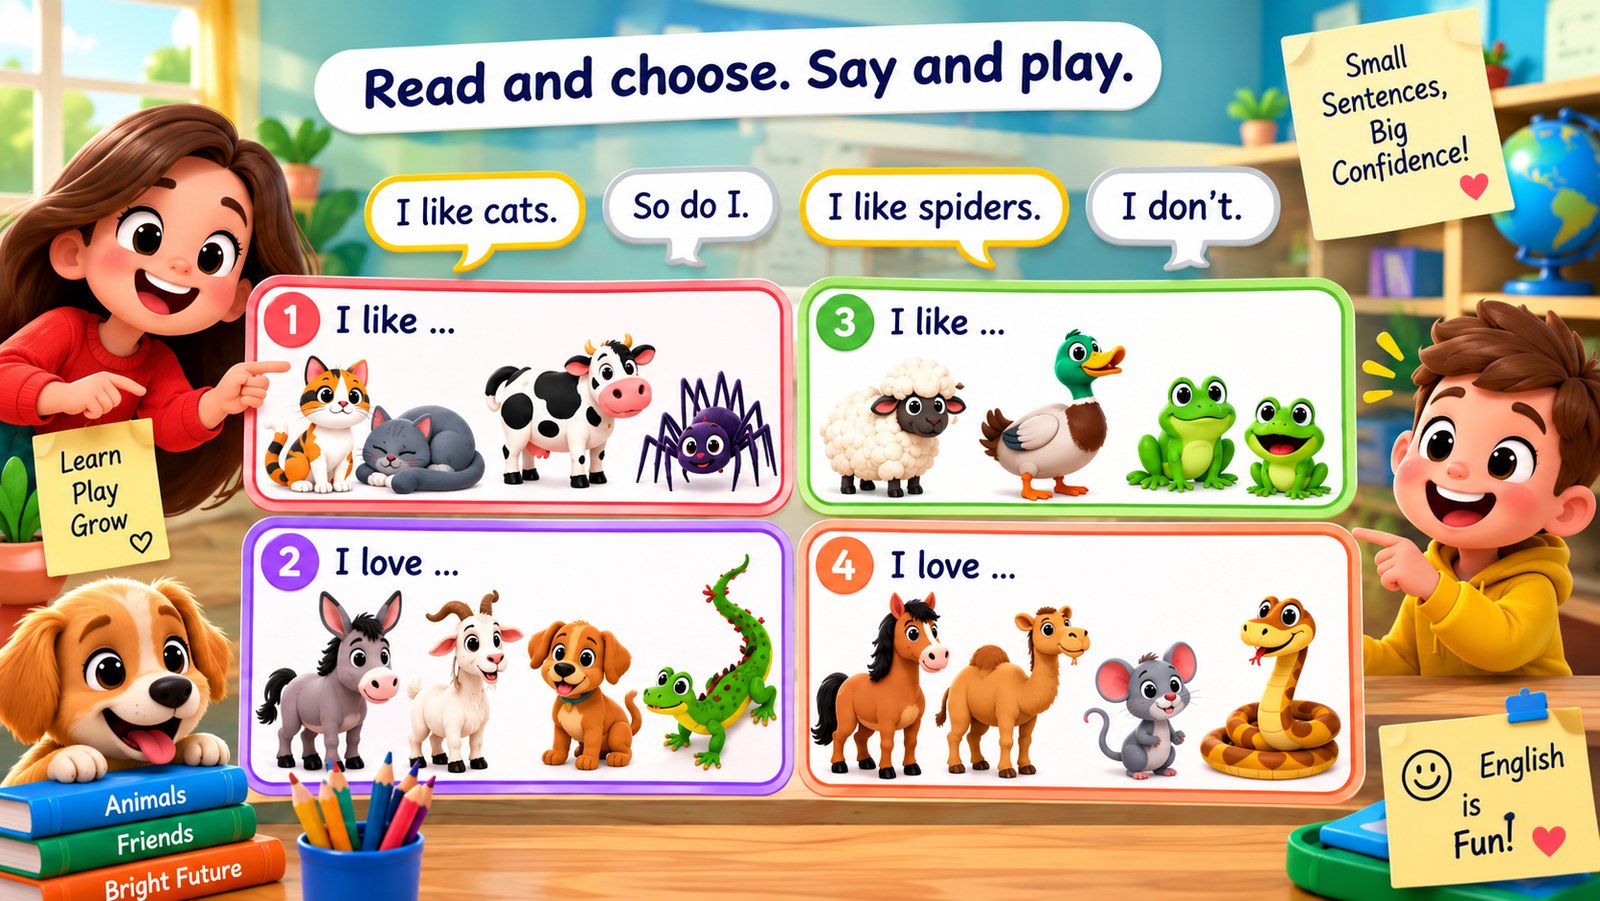 Read and choose. Say and play.
Small
Sentences,
Big
Confidence!
I like cats.
So do I.
I like spiders.
I don't.
1 I like ...
3 I like ...
Learn
Play
Grow
2 I love ...
4 I love ...
Animals
Friends
Bright Future
English
is
Fun!